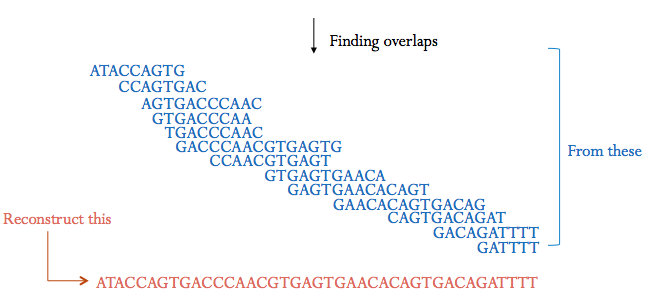 Finding overlaps
ATACCAGTG
CCAGTGAC
AGTGACCCAAC
GTGACCCAA
TGACCCAAC
GACCCAACGTGAGTG
From these
CCAACGTGAGT
GTGAGTGAACA
GAGTGAACACAGT
GAACACAGTGACAG
Reconstruct this
CAGTGACAGAT
GACAGATTTT
GATTTT
ATACCAGTGACCCAACGTGAGTGAACACAGTGACAGATTTT